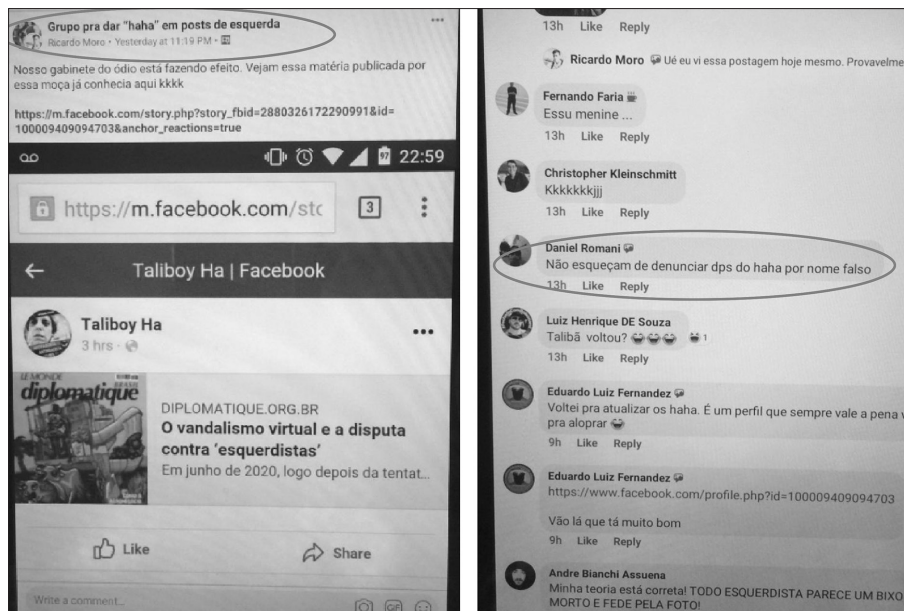 Grupo pra dar "haha" em posts de esquerda
Ricardo Moro • Yesterday at 11:19 PM •
Nosso gabinete do ódio está fazendo efeito. Vejam essa matéria publicada por
essa moça já conhecia aqui kkkk
https://m.facebook.com/story.php?story_fbid=2880326172290991&id=
100009409094703&anchor_reactions=true
97 22:59
https://m.facebook.com/stc
3
Taliboy Ha | Facebook
Taliboy Ha
3 hrs ·
LE MONDE
diplomatique
BRASIL
DIPLOMATIQUE.ORG.BR
O vandalismo virtual e a disputa
contra 'esquerdistas'
Em junho de 2020, logo depois da tentat...
Like Share
Write a comment...
GIF
13h Like Reply
Ricardo Moro Ué eu vi essa postagem hoje mesmo. Provavelme
Fernando Faria
Essu menine ...
13h Like Reply
Christopher Kleinschmitt
Kkkkkkkjjj
13h Like Reply
Daniel Romani
Não esqueçam de denunciar dps do haha por nome falso
13h Like Reply
Luiz Henrique DE Souza
Talibã voltou? 😂😂😂 1
13h Like Reply
Eduardo Luiz Fernandez
Voltei pra atualizar os haha. É um perfil que sempre vale a pena v
pra aloprar 😂
9h Like Reply
Eduardo Luiz Fernandez
https://www.facebook.com/profile.php?id=100009409094703
Vão lá que tá muito bom
9h Like Reply
Andre Bianchi Assuena
Minha teoria está correta! TODO ESQUERDISTA PARECE UM BIXO
MORTO E FEDE PELA FOTO!